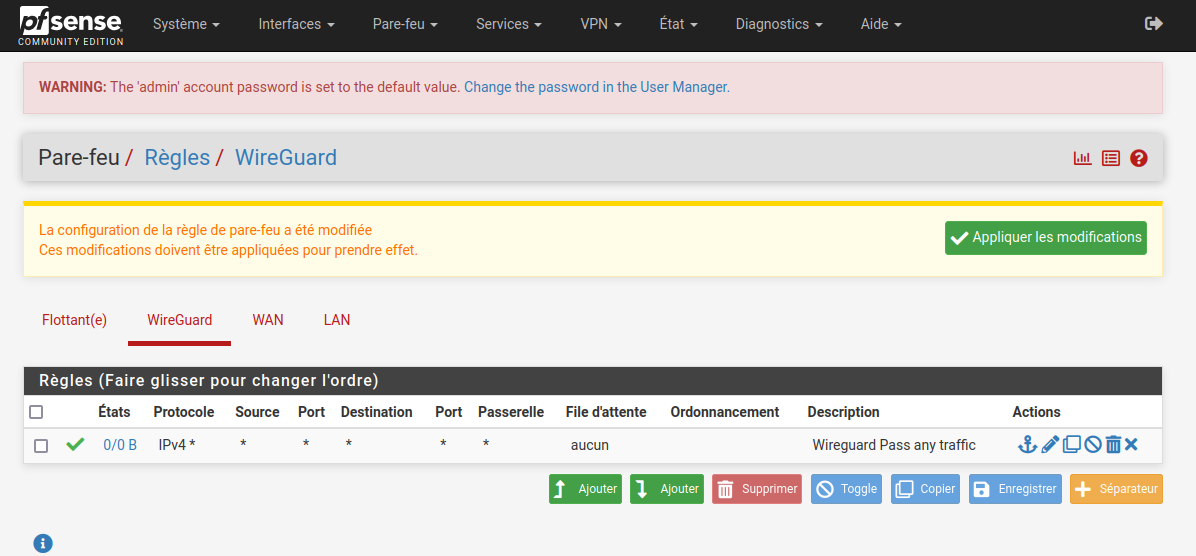 pfsense
COMMUNITY EDITION
Système Interfaces Pare-feu Services VPN État Diagnostics Aide
WARNING: The 'admin' account password is set to the default value. Change the password in the User Manager.
Pare-feu / Règles / WireGuard
La configuration de la règle de pare-feu a été modifiée
Ces modifications doivent être appliquées pour prendre effet.
Appliquer les modifications
Flottant(e) WireGuard WAN LAN
Règles (Faire glisser pour changer l'ordre)
États Protocole Source Port Destination Port Passerelle File d'attente Ordonnancement Description Actions
0/0 B IPv4 * * * * * * aucun Wireguard Pass any traffic
Ajouter Ajouter Supprimer Toggle Copier Enregistrer Séparateur